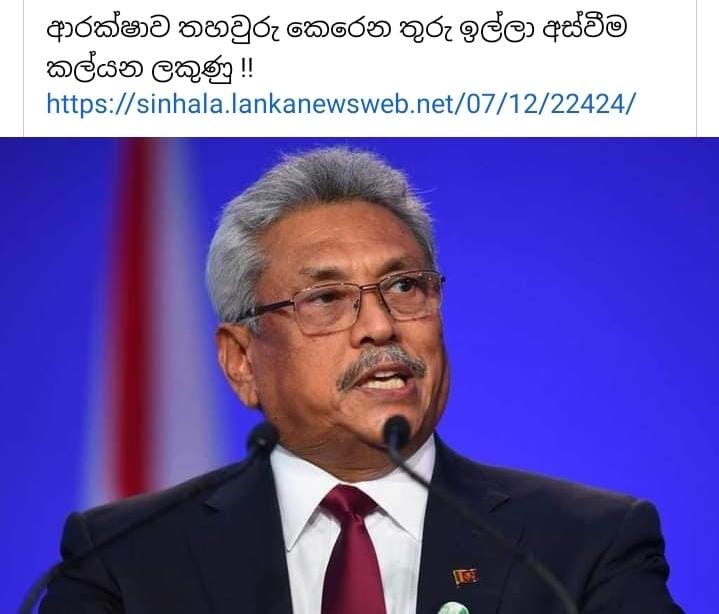 ආරක්ෂාව තහවුරු කෙරෙන තුරු ඉල්ලා අස්වීම
කල්යන ලකුණු !!
https://sinhala.lankanewsweb.net/07/12/22424/